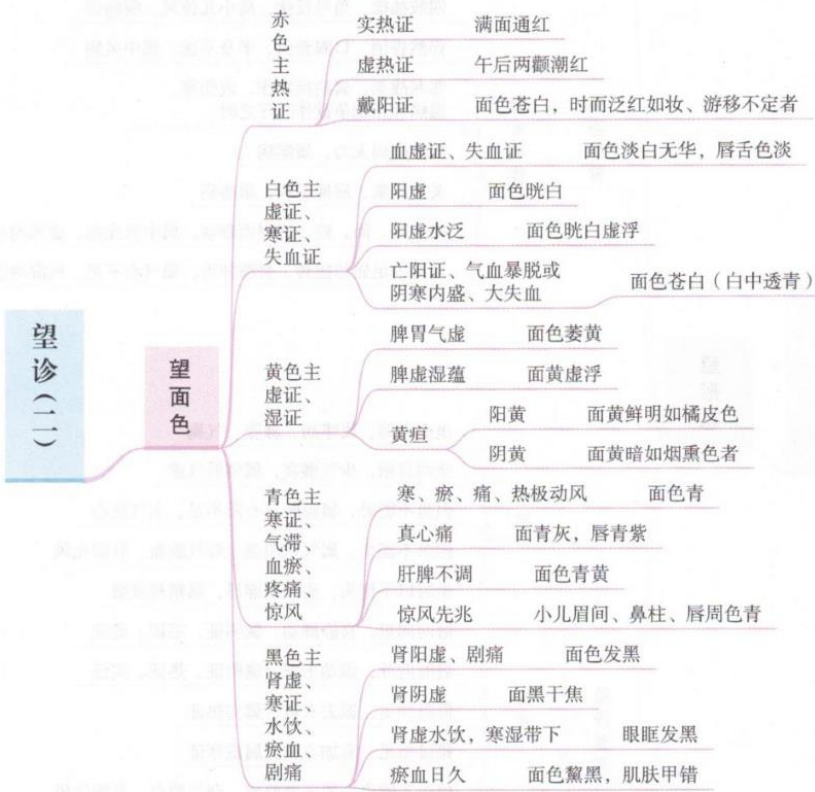 望诊（二）
望面色
赤色主热证
实热证 满面通红
虚热证 午后两颧潮红
戴阳证 面色苍白，时而泛红如妆、游移不定者
白色主
虚证、
寒证、
失血证
血虚证、失血证 面色淡白无华，唇舌色淡
阳虚 面色㿠白
阳虚水泛 面色㿠白虚浮
亡阳证、气血暴脱或
阴寒内盛、大失血 面色苍白（白中透青）
黄色主
虚证、
湿证
脾胃气虚 面色萎黄
脾虚湿蕴 面黄虚浮
黄疸
阳黄 面黄鲜明如橘皮色
阴黄 面黄暗如烟熏色者
青色主
寒证、
气滞、
血瘀、
疼痛、
惊风
寒、瘀、痛、热极动风 面色青
真心痛 面青灰，唇青紫
肝脾不调 面色青黄
惊风先兆 小儿眉间、鼻柱、唇周色青
黑色主
肾虚、
寒证、
水饮、
瘀血、
剧痛
肾阳虚、剧痛 面色发黑
肾阴虚 面黑干焦
肾虚水饮，寒湿带下 眼眶发黑
瘀血日久 面色黧黑，肌肤甲错